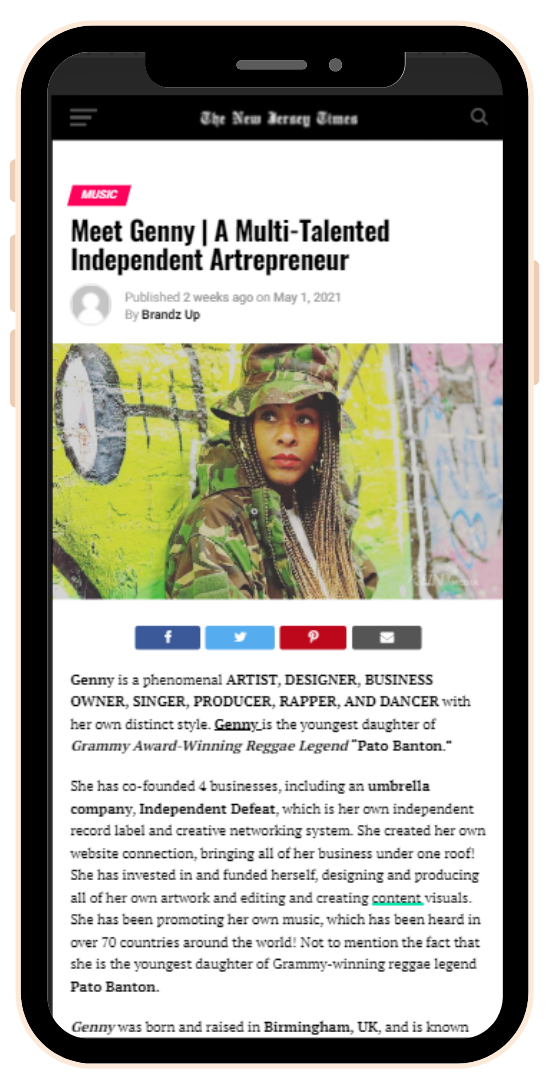 The New Jersey Times
MUSIC
Meet Genny | A Multi-Talented
Independent Artrepreneur
Published 2 weeks ago on May 1, 2021
By Brandz Up
Genny is a phenomenal ARTIST, DESIGNER, BUSINESS
OWNER, SINGER, PRODUCER, RAPPER, AND DANCER with
her own distinct style. Genny is the youngest daughter of
Grammy Award-Winning Reggae Legend "Pato Banton."
She has co-founded 4 businesses, including an umbrella
company, Independent Defeat, which is her own independent
record label and creative networking system. She created her own
website connection, bringing all of her business under one roof!
She has invested in and funded herself, designing and producing
all of her own artwork and editing and creating content visuals.
She has been promoting her own music, which has been heard in
over 70 countries around the world! Not to mention the fact that
she is the youngest daughter of Grammy-winning reggae legend
Pato Banton.
Genny was born and raised in Birmingham, UK, and is known